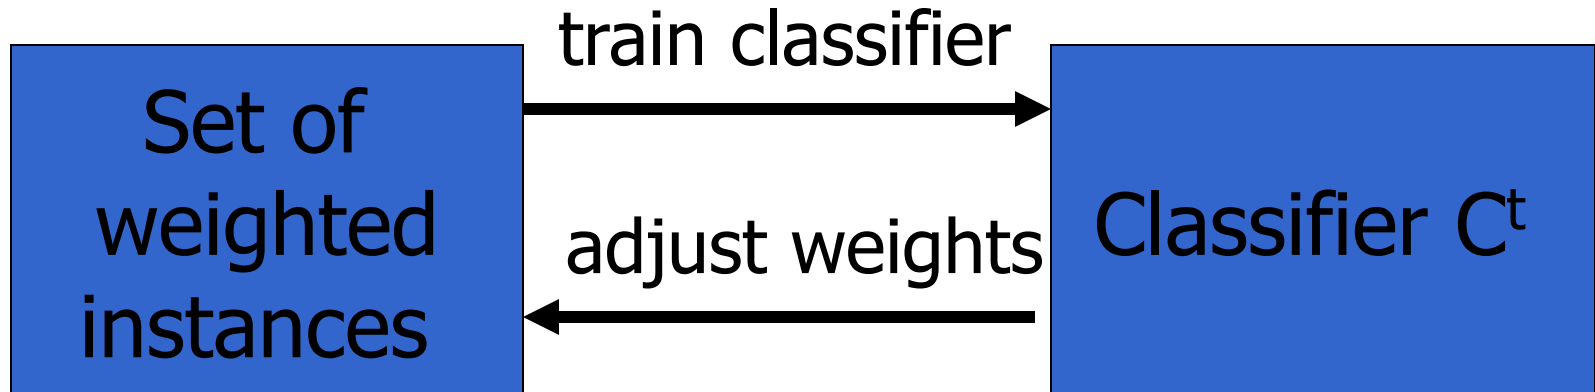 Set of
weighted
instances
train classifier
adjust weights
Classifier Cᵗ